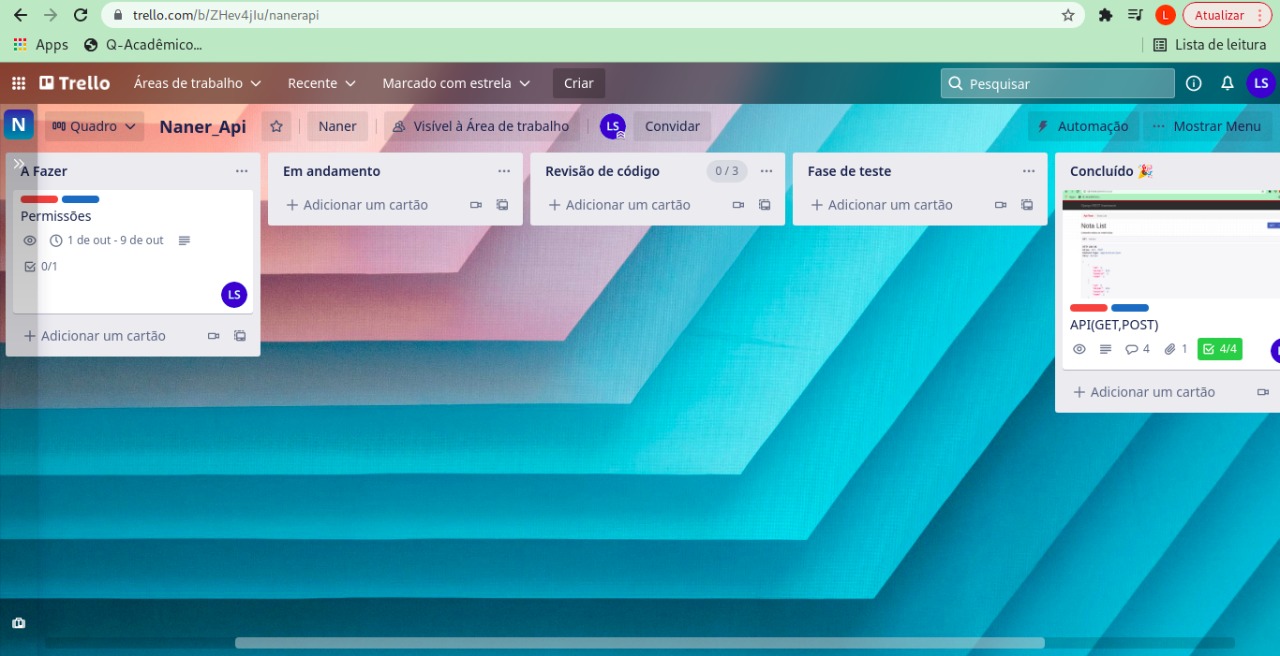 trello.com/b/ZHev4jIu/nanerapi
L
Atualizar
Apps
Q-Acadêmico...
Lista de leitura
Trello
Áreas de trabalho
Recente
Marcado com estrela
Criar
Pesquisar
LS
N
Quadro
Naner_Api
Naner
Visível à Área de trabalho
LS
Convidar
Automação
Mostrar Menu
A Fazer
Permissões
1 de out - 9 de out
0/1
LS
Adicionar um cartão
Em andamento
Adicionar um cartão
Revisão de código
0 / 3
Adicionar um cartão
Fase de teste
Adicionar um cartão
Concluído 🎉
Nota List
API(GET,POST)
4
1
4/4
Adicionar um cartão